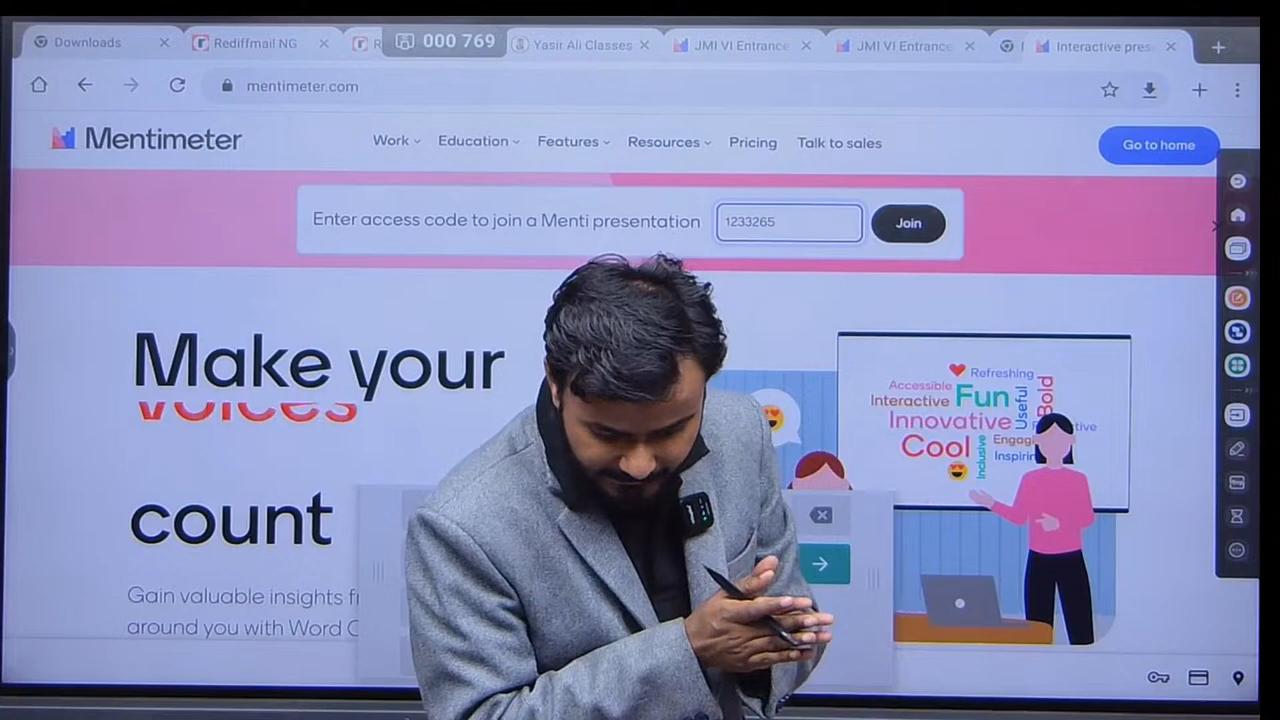 Downloads
Rediffmail NG
000 769
Yasir Ali Classes
JMI VI Entrance
JMI VI Entrance
Interactive pres
mentimeter.com
Mentimeter
Work
Education
Features
Resources
Pricing
Talk to sales
Go to home
Enter access code to join a Menti presentation
1233265
Join
Make your
voices
count
Gain valuable insights fr
around you with Word C
Refreshing
Accessible
Interactive
Fun
Useful
Bold
Innovative
Cool
Inclusive
Engagi
Inspirin